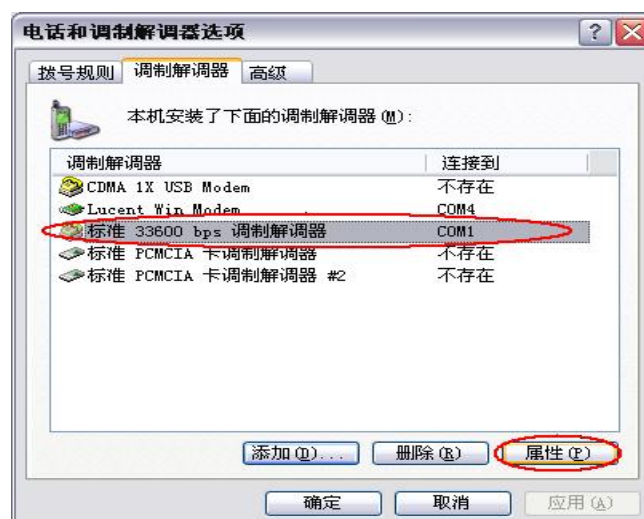 电话和调制解调器选项
拨号规则 调制解调器 高级
本机安装了下面的调制解调器(M):
调制解调器 连接到
CDMA 1X USB Modem 不存在
Lucent Win Modem COM4
标准 33600 bps 调制解调器 COM1
标准 PCMCIA 卡调制解调器 不存在
标准 PCMCIA 卡调制解调器 #2 不存在
添加(D)... 删除(R) 属性(P)
确定 取消 应用(A)